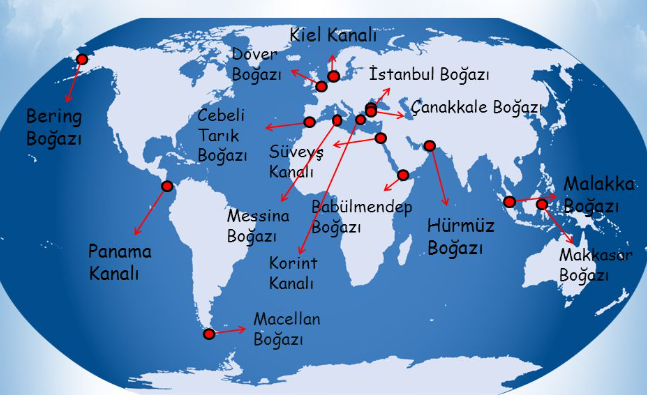 Kiel Kanalı
Dover
Boğazı
İstanbul Boğazı
Çanakkale Boğazı
Bering
Boğazı
Cebeli
Tarık
Boğazı
Süveyş
Kanalı
Messina
Boğazı
Babülmendep
Boğazı
Hürmüz
Boğazı
Malakka
Boğazı
Panama
Kanalı
Korint
Kanalı
Makkasar
Boğazı
Macellan
Boğazı